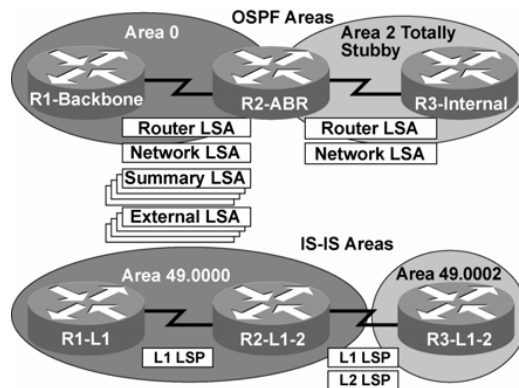 OSPF Areas
Area 0
Area 2 Totally
Stubby
R1-Backbone
R2-ABR
R3-Internal
Router LSA
Network LSA
Summary LSA
External LSA
Router LSA
Network LSA
IS-IS Areas
Area 49.0000
Area 49.0002
R1-L1
R2-L1-2
R3-L1-2
L1 LSP
L1 LSP
L2 LSP